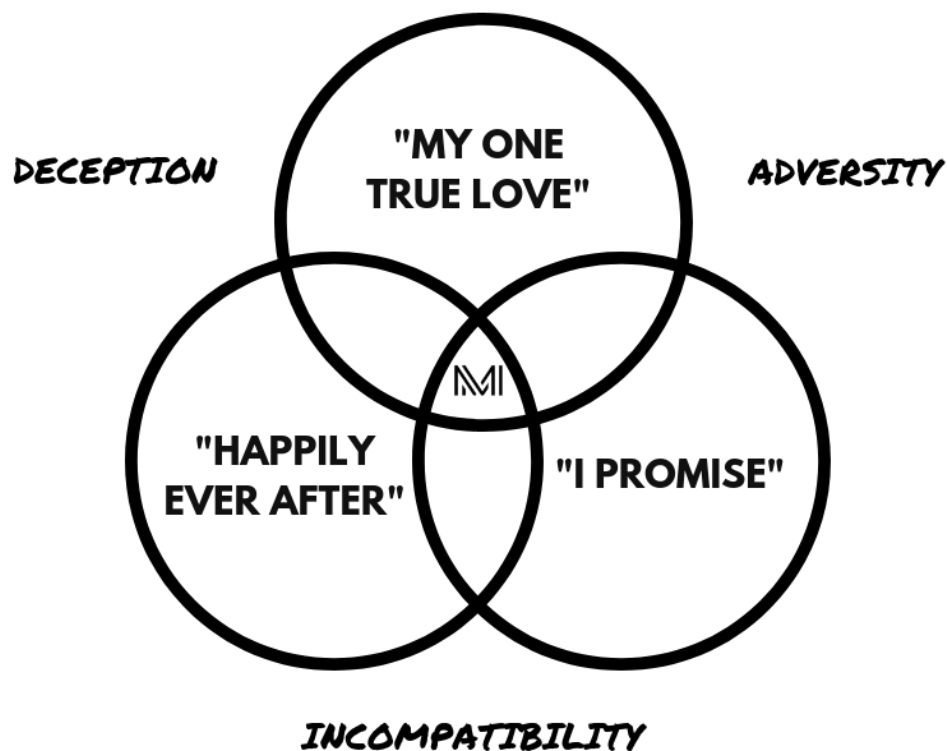 "MY ONE
TRUE LOVE"
DECEPTION
ADVERSITY
"HAPPILY
EVER AFTER"
"I PROMISE"
INCOMPATIBILITY